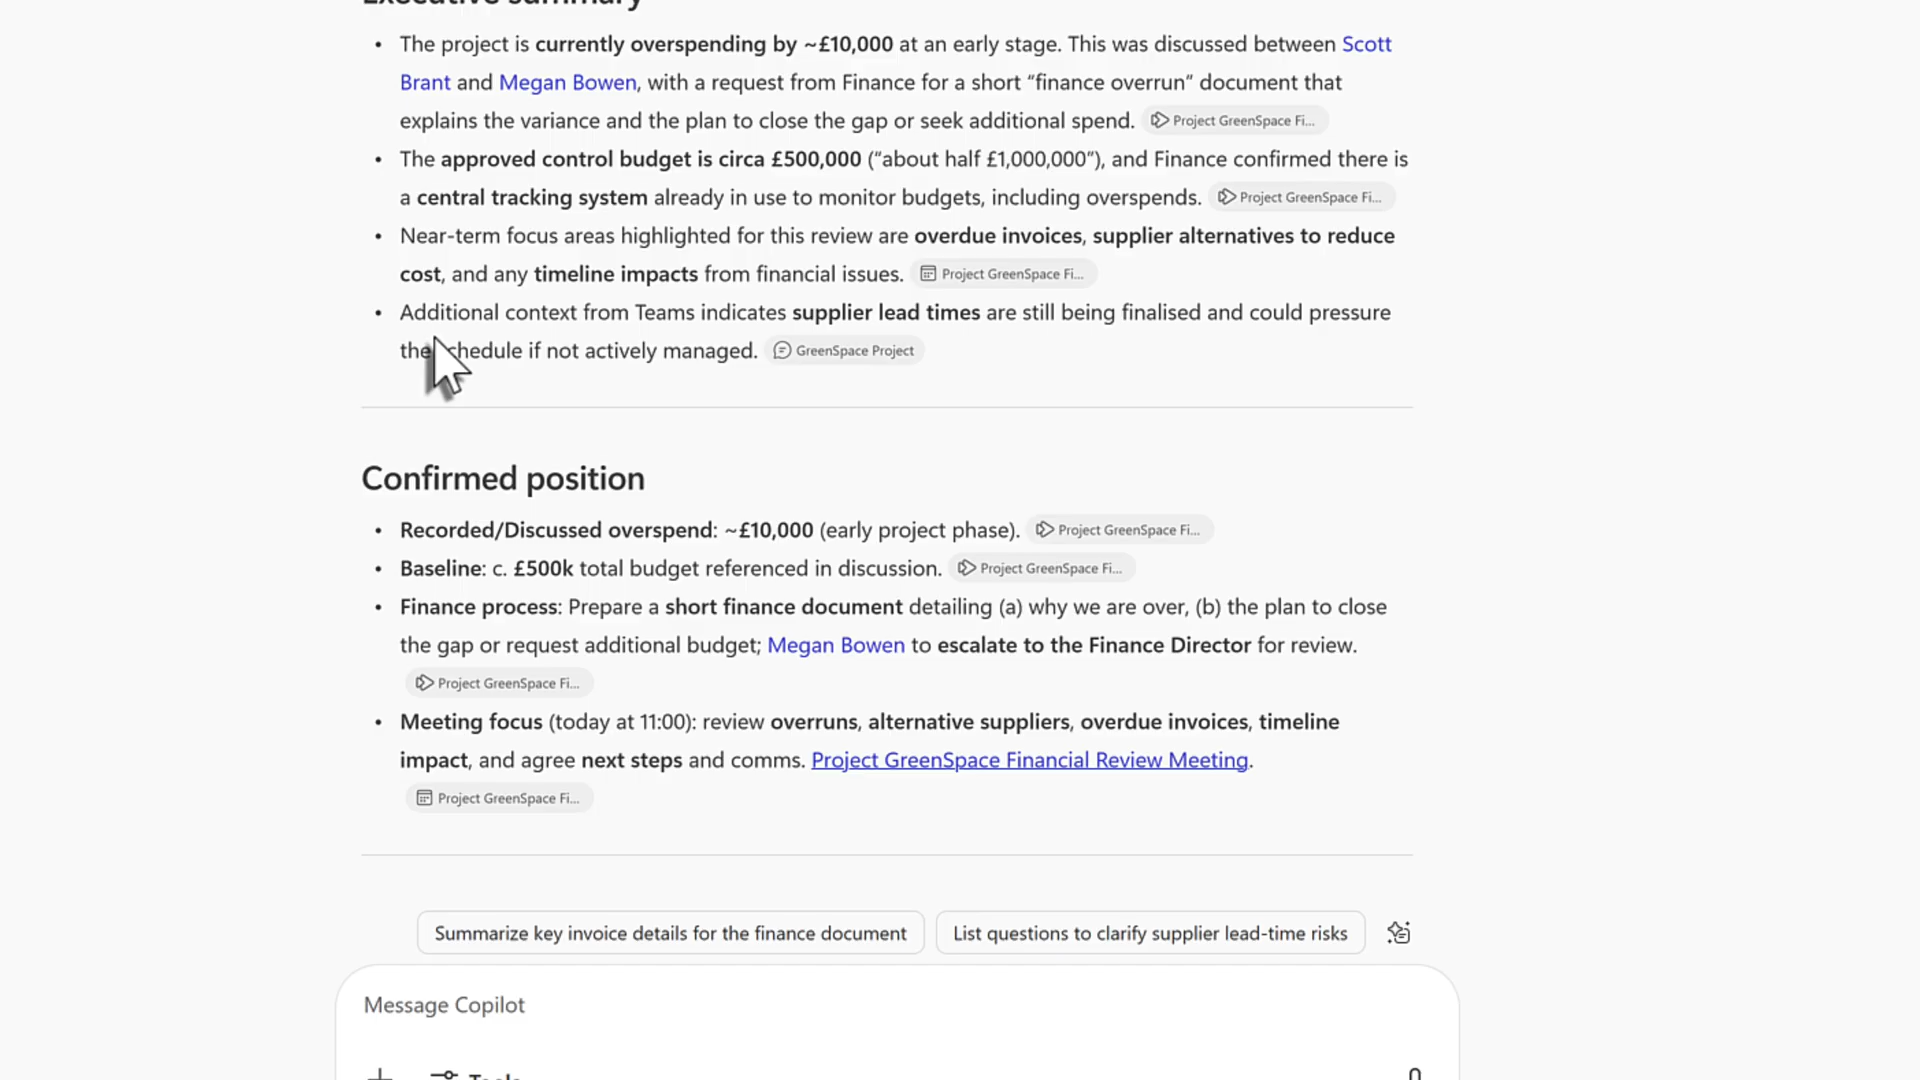 Executive summary
• The project is currently overspending by ~£10,000 at an early stage. This was discussed between Scott
Brant and Megan Bowen, with a request from Finance for a short “finance overrun” document that
explains the variance and the plan to close the gap or seek additional spend. Project GreenSpace Fi...
• The approved control budget is circa £500,000 (“about half £1,000,000”), and Finance confirmed there is
a central tracking system already in use to monitor budgets, including overspends. Project GreenSpace Fi...
• Near-term focus areas highlighted for this review are overdue invoices, supplier alternatives to reduce
cost, and any timeline impacts from financial issues. Project GreenSpace Fi...
• Additional context from Teams indicates supplier lead times are still being finalised and could pressure
the schedule if not actively managed. GreenSpace Project
Confirmed position
• Recorded/Discussed overspend: ~£10,000 (early project phase). Project GreenSpace Fi...
• Baseline: c. £500k total budget referenced in discussion. Project GreenSpace Fi...
• Finance process: Prepare a short finance document detailing (a) why we are over, (b) the plan to close
the gap or request additional budget; Megan Bowen to escalate to the Finance Director for review.
Project GreenSpace Fi...
• Meeting focus (today at 11:00): review overruns, alternative suppliers, overdue invoices, timeline
impact, and agree next steps and comms. Project GreenSpace Financial Review Meeting.
Project GreenSpace Fi...
Summarize key invoice details for the finance document List questions to clarify supplier lead-time risks
Message Copilot
Tools